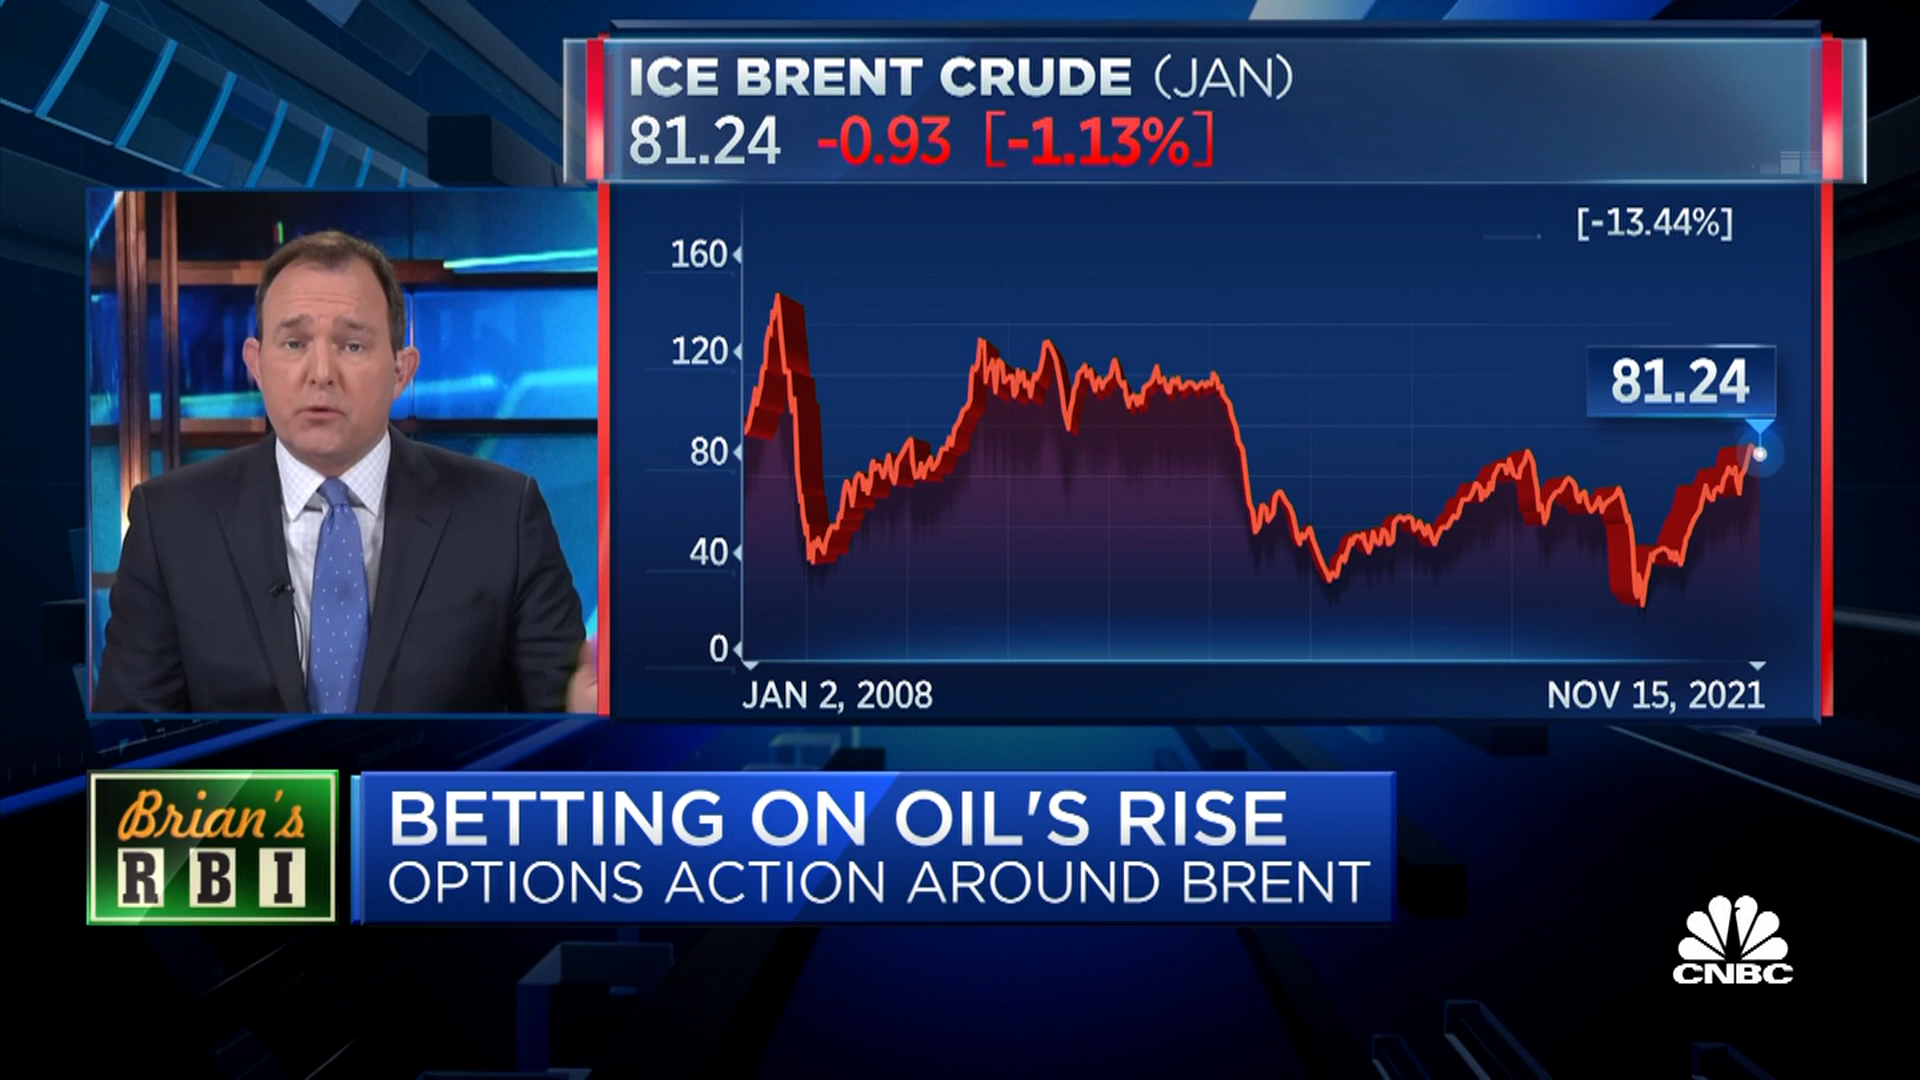 ICE BRENT CRUDE (JAN)
81.24 -0.93 [-1.13%]
[-13.44%]
160
120
81.24
80
40
0
JAN 2, 2008 NOV 15, 2021
Brian's
RBI
BETTING ON OIL'S RISE
OPTIONS ACTION AROUND BRENT
CNBC